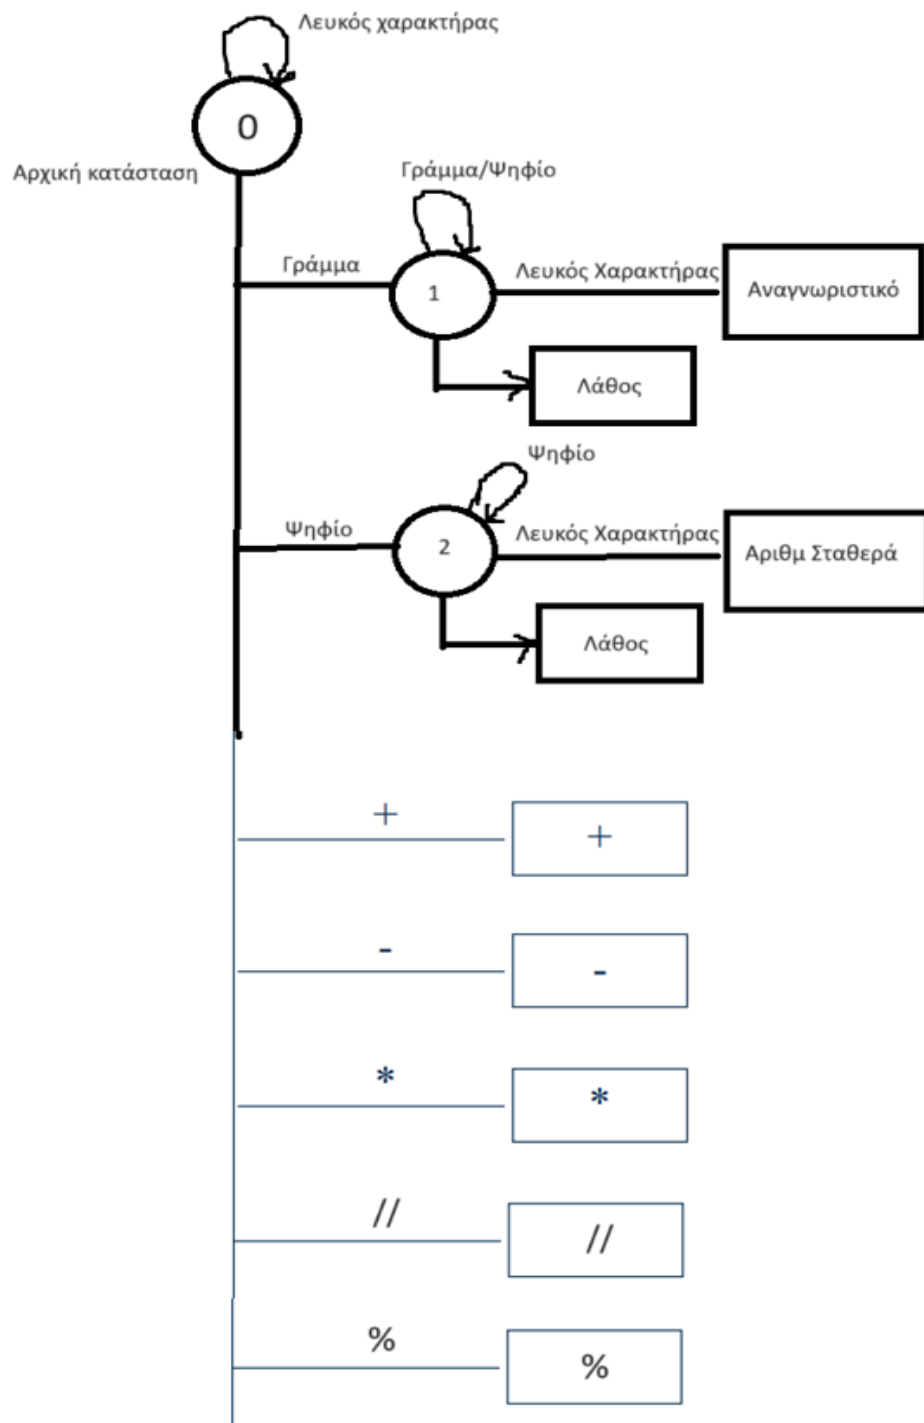 Λευκός χαρακτήρας
0
Αρχική κατάσταση
Γράμμα/Ψηφίο
Γράμμα
1
Λευκός Χαρακτήρας
Αναγνωριστικό
Λάθος
Ψηφίο
Ψηφίο
2
Λευκός Χαρακτήρας
Αριθμ Σταθερά
Λάθος
+
+
-
-
*
*
//
//
%
%